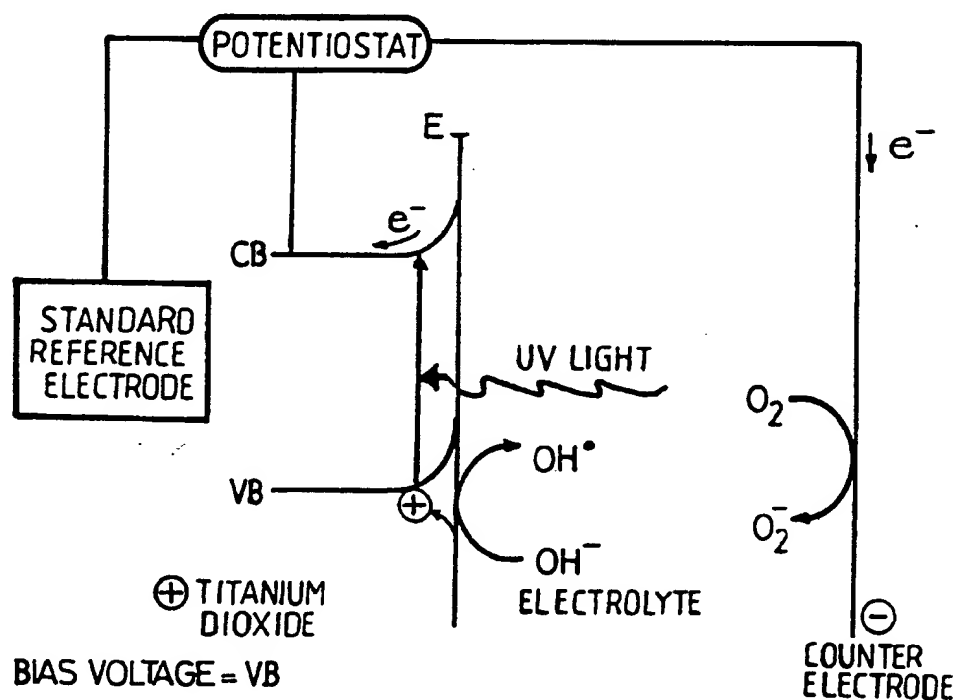 POTENTIOSTAT
E
e⁻
e⁻
CB
STANDARD
REFERENCE
ELECTRODE
UV LIGHT
O₂
OH•
VB
+
O₂⁻
OH⁻
⊕ TITANIUM
DIOXIDE
ELECTROLYTE
⊖
BIAS VOLTAGE = VB
COUNTER
ELECTRODE